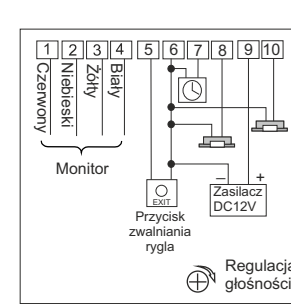 1 2 3 4 5 6 7 8 9 10
Czerwony
Niebieski
Żółty
Biały
Monitor
EXIT
Przycisk
zwalniania
rygla
– +
Zasilacz
DC12V
Regulacja
głośności